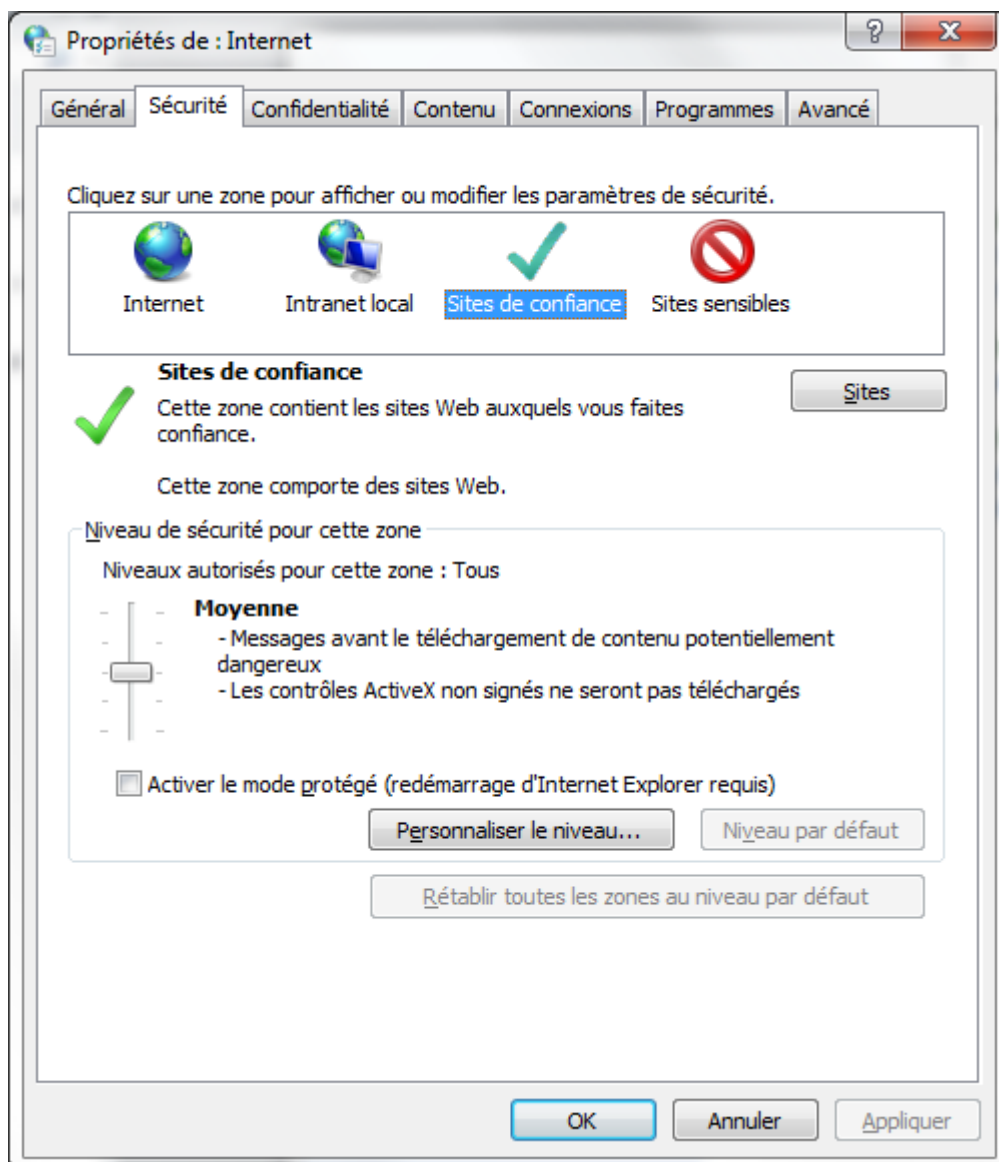 Propriétés de : Internet
Général Sécurité Confidentialité Contenu Connexions Programmes Avancé
Cliquez sur une zone pour afficher ou modifier les paramètres de sécurité.
Internet Intranet local Sites de confiance Sites sensibles
Sites de confiance
Sites
Cette zone contient les sites Web auxquels vous faites
confiance.
Cette zone comporte des sites Web.
Niveau de sécurité pour cette zone
Niveaux autorisés pour cette zone : Tous
Moyenne
- Messages avant le téléchargement de contenu potentiellement
dangereux
- Les contrôles ActiveX non signés ne seront pas téléchargés
Activer le mode protégé (redémarrage d'Internet Explorer requis)
Personnaliser le niveau... Niveau par défaut
Rétablir toutes les zones au niveau par défaut
OK Annuler Appliquer